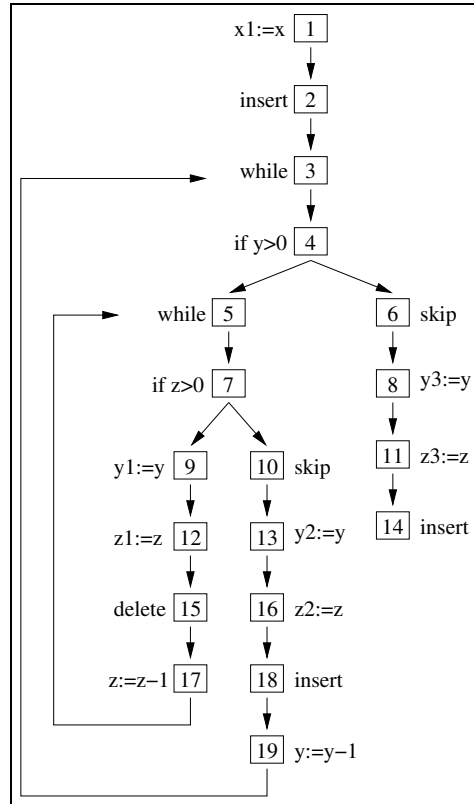 x1:=x 1
insert 2
while 3
if y>0 4
while 5 6 skip
if z>0 7 8 y3:=y
y1:=y 9 10 skip 11 z3:=z
z1:=z 12 13 y2:=y 14 insert
delete 15 16 z2:=z
z:=z−1 17 18 insert
19 y:=y−1